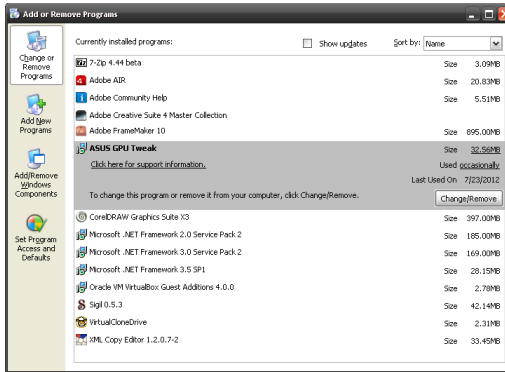 Add or Remove Programs
Currently installed programs:
Show updates
Sort by: Name
Change or
Remove
Programs
Add New
Programs
Add/Remove
Windows
Components
Set Program
Access and
Defaults
7-Zip 4.44 beta Size 3.09MB
Adobe AIR Size 20.83MB
Adobe Community Help Size 5.51MB
Adobe Creative Suite 4 Master Collection
Adobe FrameMaker 10 Size 895.00MB
ASUS GPU Tweak Size 32.56MB
Click here for support information. Used occasionally
Last Used On 7/23/2012
To change this program or remove it from your computer, click Change/Remove. Change/Remove
CorelDRAW Graphics Suite X3 Size 397.00MB
Microsoft .NET Framework 2.0 Service Pack 2 Size 185.00MB
Microsoft .NET Framework 3.0 Service Pack 2 Size 169.00MB
Microsoft .NET Framework 3.5 SP1 Size 28.15MB
Oracle VM VirtualBox Guest Additions 4.0.0 Size 2.78MB
Sigil 0.5.3 Size 42.14MB
VirtualCloneDrive Size 2.31MB
XML Copy Editor 1.2.0.7-2 Size 33.45MB